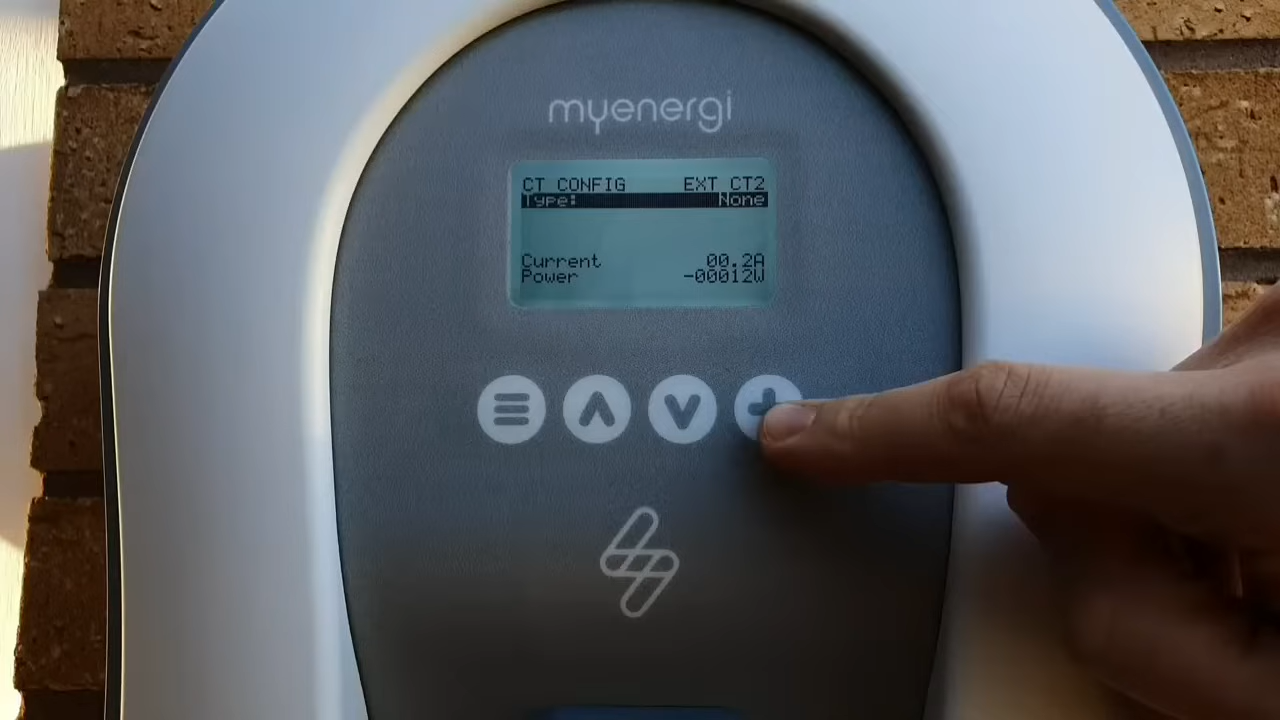 myenergi
CT CONFIG EXT CT2
Type: None
Current 00.2A
Power -00012W